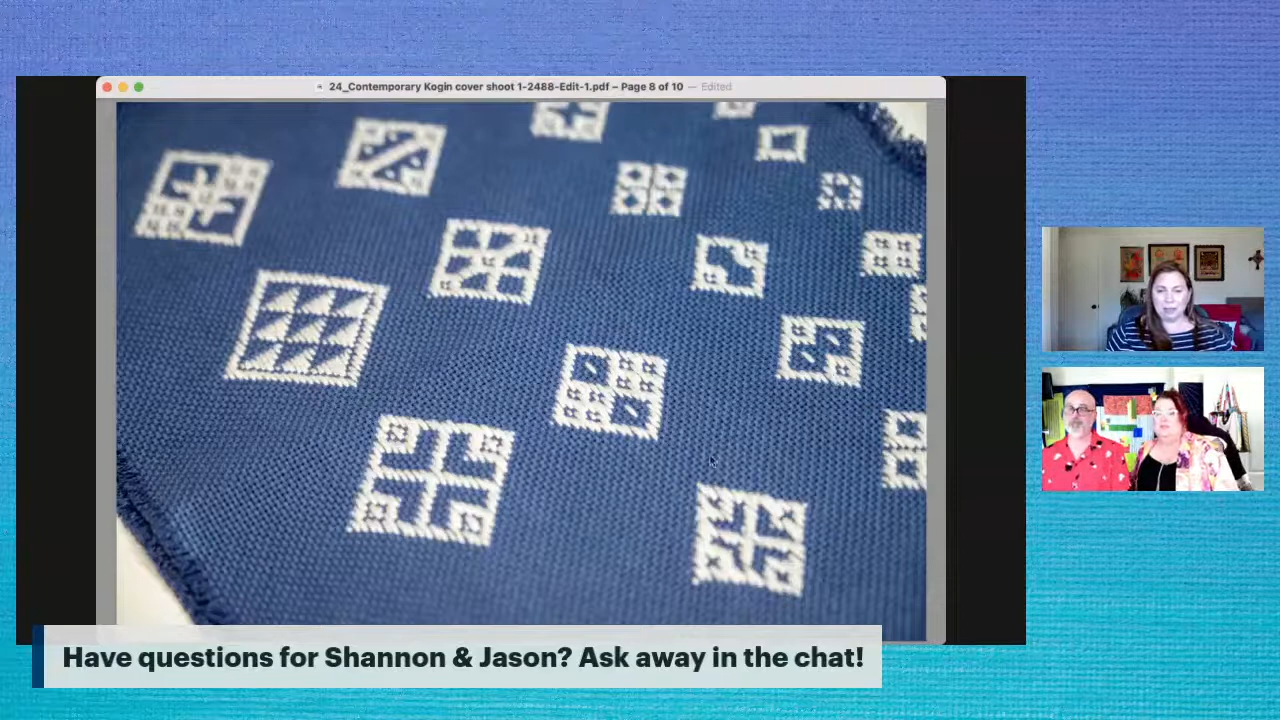 24_Contemporary Kogin cover shoot 1-2488-Edit-1.pdf – Page 8 of 10 — Edited
Have questions for Shannon & Jason? Ask away in the chat!